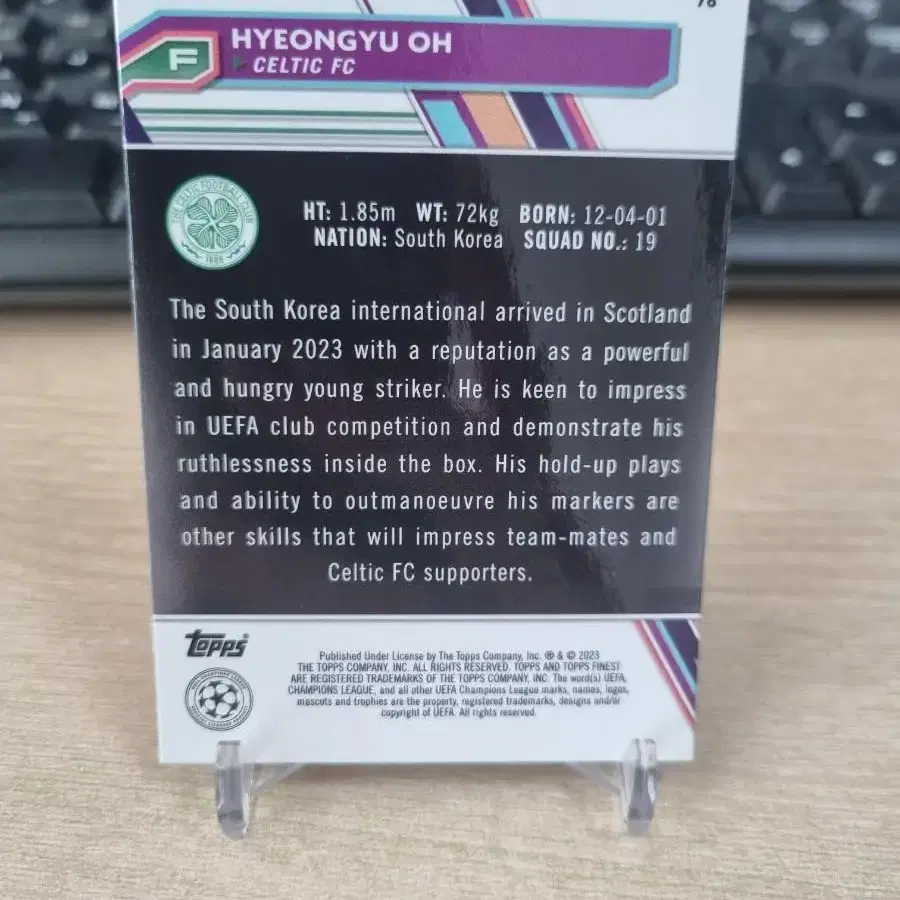 HYEONGYU OH
F
CELTIC FC
THE CELTIC FOOTBALL CLUB
1888
HT: 1.85m WT: 72kg BORN: 12-04-01
NATION: South Korea SQUAD NO.: 19
The South Korea international arrived in Scotland
in January 2023 with a reputation as a powerful
and hungry young striker. He is keen to impress
in UEFA club competition and demonstrate his
ruthlessness inside the box. His hold-up plays
and ability to outmanoeuvre his markers are
other skills that will impress team-mates and
Celtic FC supporters.
Topps
Published Under License by The Topps Company, Inc. ® & © 2023
THE TOPPS COMPANY, INC. ALL RIGHTS RESERVED. TOPPS AND TOPPS FINEST
ARE REGISTERED TRADEMARKS OF THE TOPPS COMPANY, INC. The word(s) UEFA,
CHAMPIONS LEAGUE, and all other UEFA Champions League marks, names, logos,
mascots and trophies are the property, registered trademarks, designs and/or
copyright of UEFA. All rights reserved.